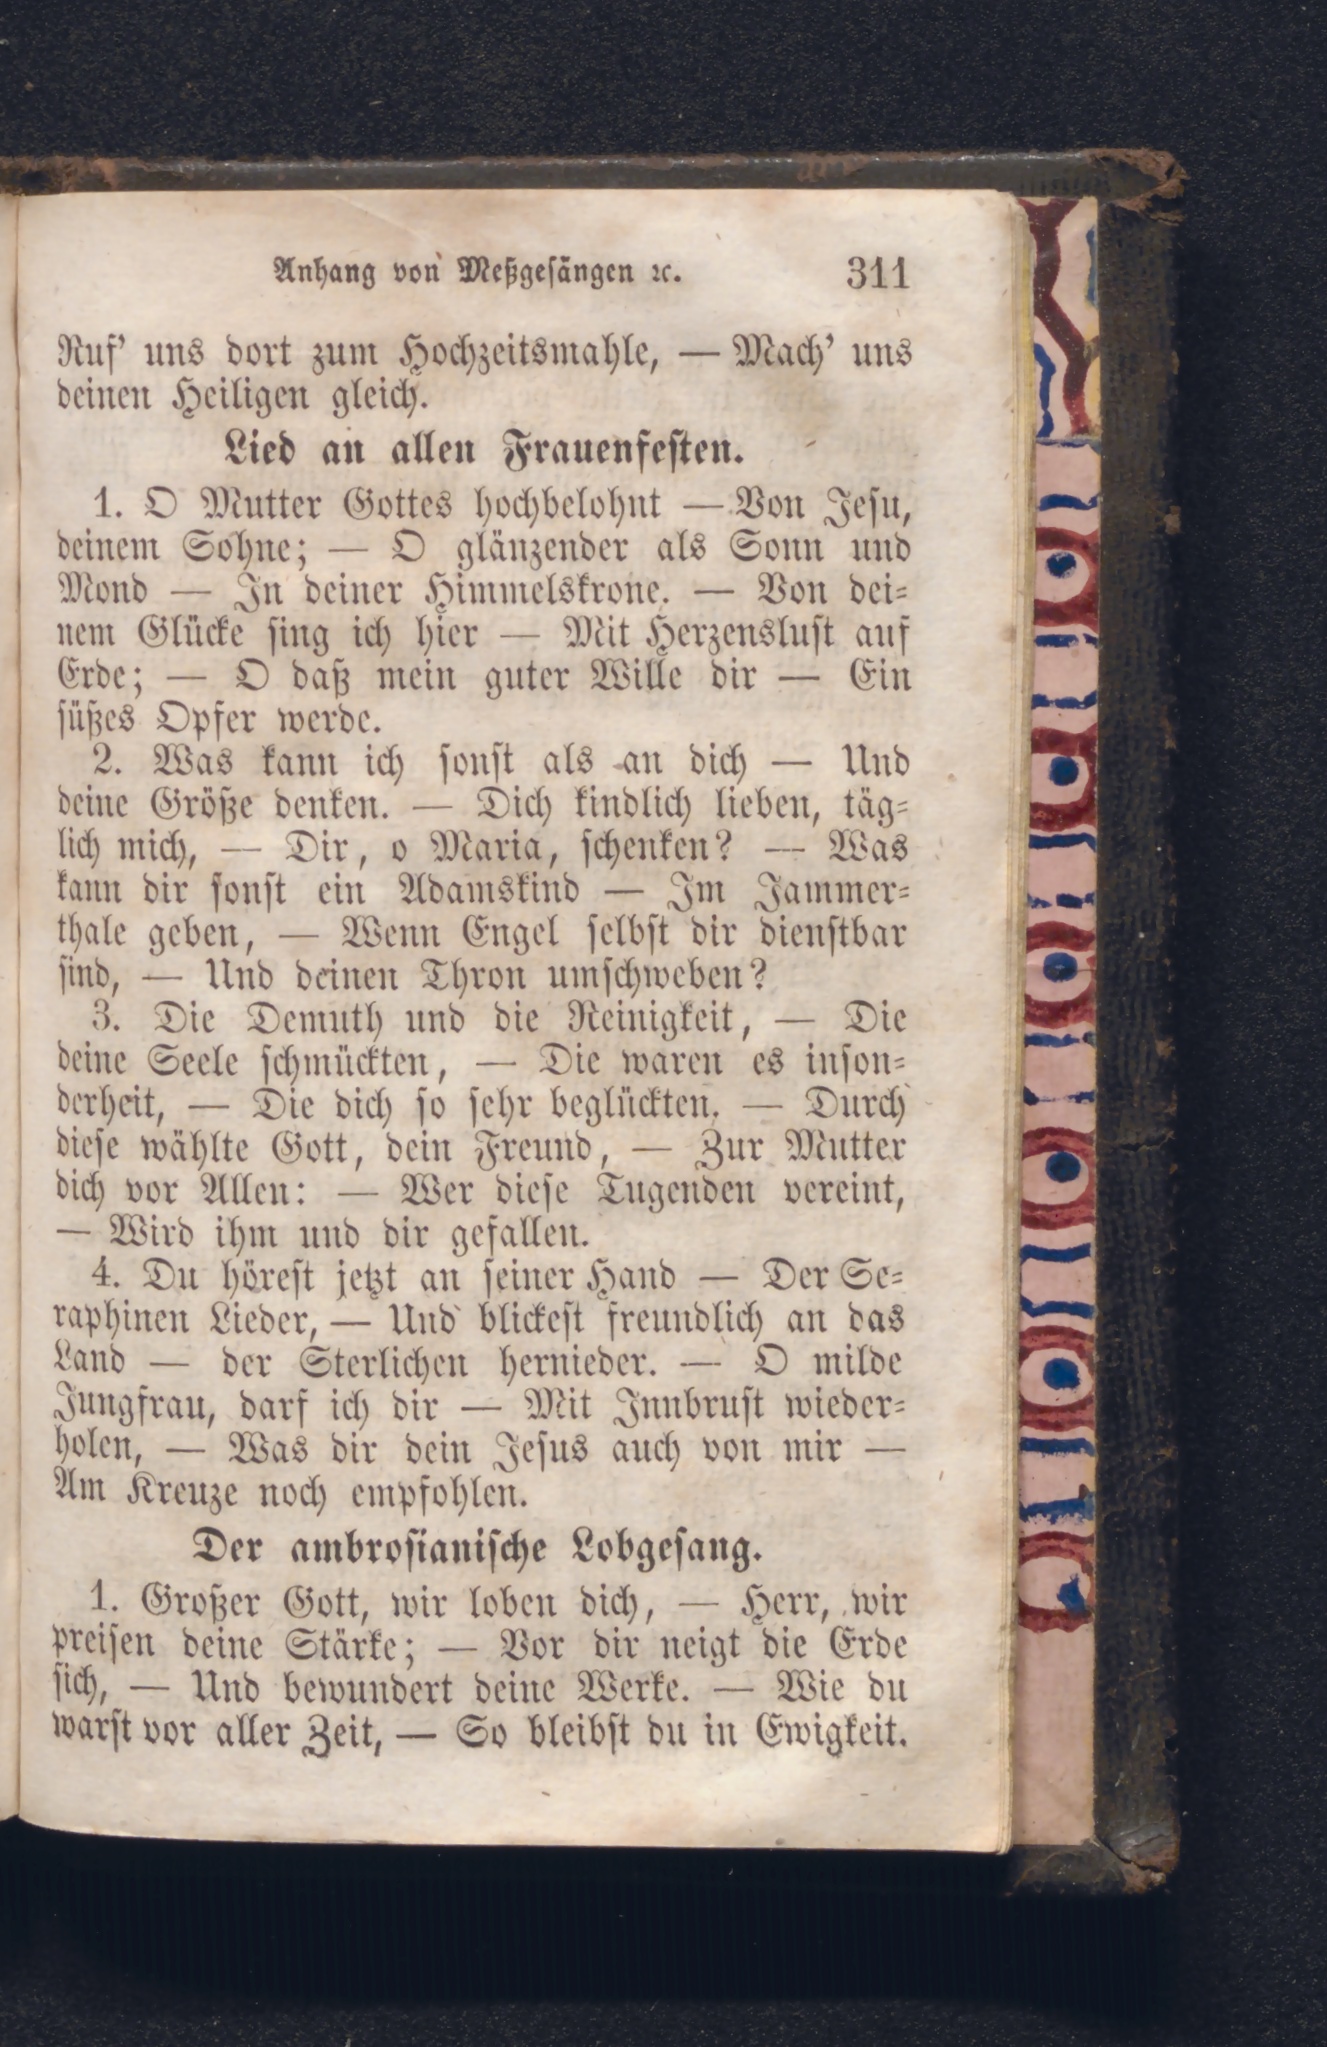 Anhang von Meßgesängen ꝛc. 311
Ruf' uns dort zum Hochzeitsmahle, — Mach' uns
deinen Heiligen gleich.
Lied an allen Frauenfesten.
1. O Mutter Gottes hochbelohnt — Von Jesu,
deinem Sohne; — O glänzender als Sonn und
Mond — In deiner Himmelskrone. — Von dei-
nem Glücke sing ich hier — Mit Herzenslust auf
Erde; — O daß mein guter Wille dir — Ein
süßes Opfer werde.
2. Was kann ich sonst als an dich — Und
deine Größe denken. — Dich kindlich lieben, täg-
lich mich, — Dir, o Maria, schenken? — Was
kann dir sonst ein Adamskind — Im Jammer-
thale geben, — Wenn Engel selbst dir dienstbar
sind, — Und deinen Thron umschweben?
3. Die Demuth und die Reinigkeit, — Die
deine Seele schmückten, — Die waren es inson-
derheit, — Die dich so sehr beglückten. — Durch
diese wählte Gott, dein Freund, — Zur Mutter
dich vor Allen: — Wer diese Tugenden vereint,
— Wird ihm und dir gefallen.
4. Du hörest jetzt an seiner Hand — Der Se-
raphinen Lieder, — Und blickest freundlich an das
Land — der Sterlichen hernieder. — O milde
Jungfrau, darf ich dir — Mit Innbrust wieder-
holen, — Was dir dein Jesus auch von mir —
Am Kreuze noch empfohlen.
Der ambrosianische Lobgesang.
1. Großer Gott, wir loben dich, — Herr, wir
preisen deine Stärke; — Vor dir neigt die Erde
sich, — Und bewundert deine Werke. — Wie du
warst vor aller Zeit, — So bleibst du in Ewigkeit.